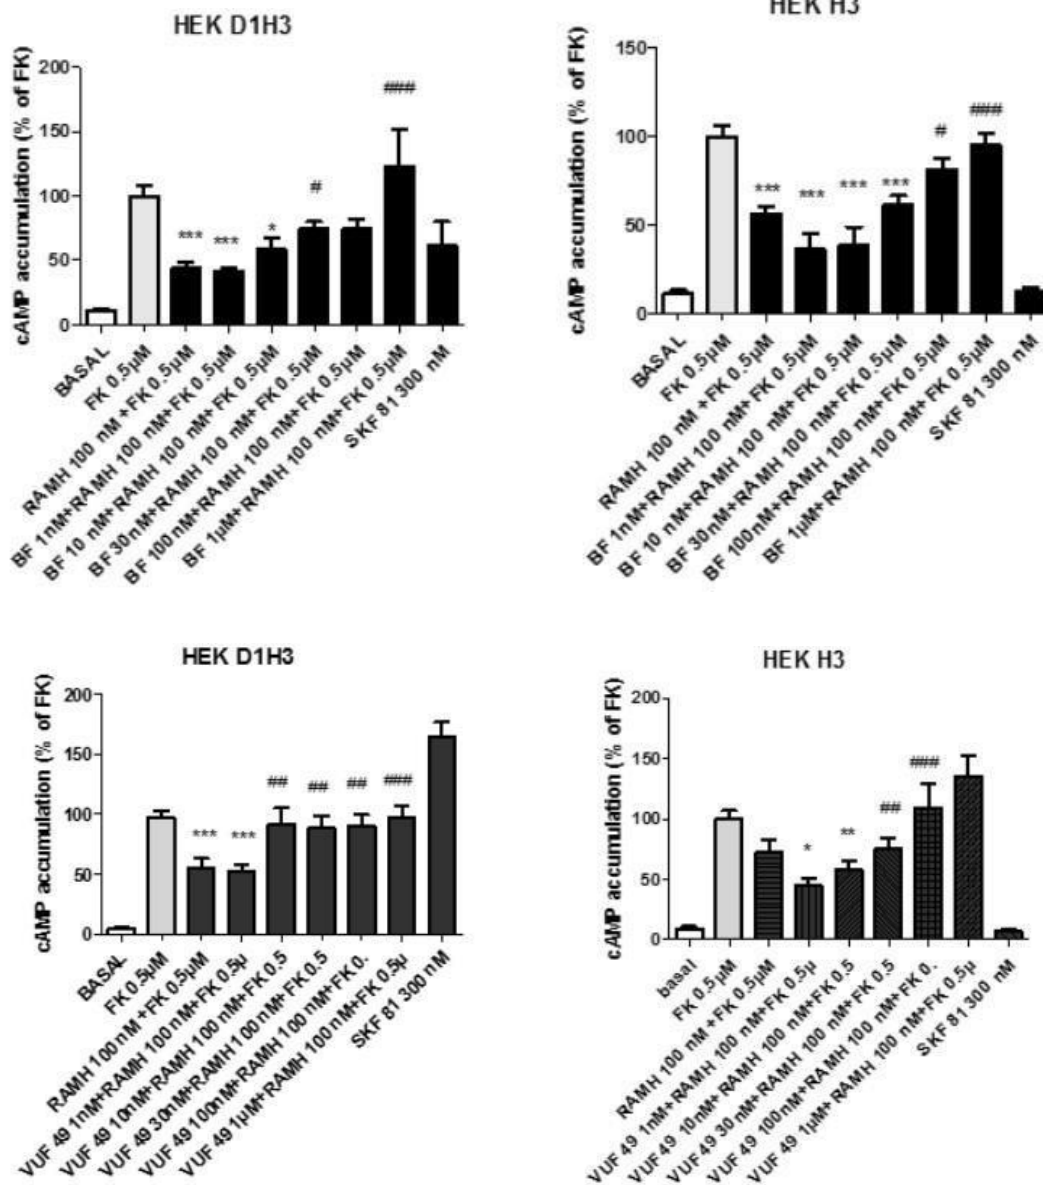 HEK D1H3
cAMP accumulation (% of FK)
200
150
100
50
0
***
***
*
#
###
BASAL
FK 0.5µM
RAMH 100 nM +FK 0.5µM
BF 1nM+RAMH 100 nM+FK 0.5µM
BF 10 nM+RAMH 100 nM+FK 0.5µM
BF 30nM+RAMH 100 nM+FK 0.5µM
BF 100nM+RAMH 100 nM+FK 0.5µM
BF 1µM+RAMH 100 nM+FK 0.5µM
SKF 81 300 nM
HEK H3
cAMP accumulation (% of FK)
150
100
50
0
***
***
***
***
#
###
BASAL
FK 0.5µM
RAMH 100 nM +FK 0.5µM
BF 1nM+RAMH 100 nM+FK 0.5µM
BF 10 nM+RAMH 100 nM+FK 0.5µM
BF 30nM+RAMH 100 nM+FK 0.5µM
BF 100nM+RAMH 100 nM+FK 0.5µM
BF 1µM+RAMH 100 nM+FK 0.5µM
SKF 81 300 nM
HEK D1H3
cAMP accumulation (% of FK)
200
150
100
50
0
***
***
##
##
##
###
BASAL
FK 0.5µM
RAMH 100 nM +FK 0.5µM
VUF 49 1nM+RAMH 100 nM+FK 0.5µ
VUF 49 10nM+RAMH 100 nM+FK 0.5
VUF 49 30nM+RAMH 100 nM+FK 0.5
VUF 49 100nM+RAMH 100 nM+FK 0.
VUF 49 1µM+RAMH 100 nM+FK 0.5µ
SKF 81 300 nM
HEK H3
cAMP accumulation (% of FK)
200
150
100
50
0
*
**
##
###
basal
FK 0.5µM
RAMH 100 nM +FK 0.5µM
VUF 49 1nM+RAMH 100 nM+FK 0.5µ
VUF 49 10nM+RAMH 100 nM+FK 0.5
VUF 49 30 nM+RAMH 100 nM+FK 0.5
VUF 49 100nM+RAMH 100 nM+FK 0.
VUF 49 1µM+RAMH 100 nM+FK 0.5µ
SKF 81 300 nM